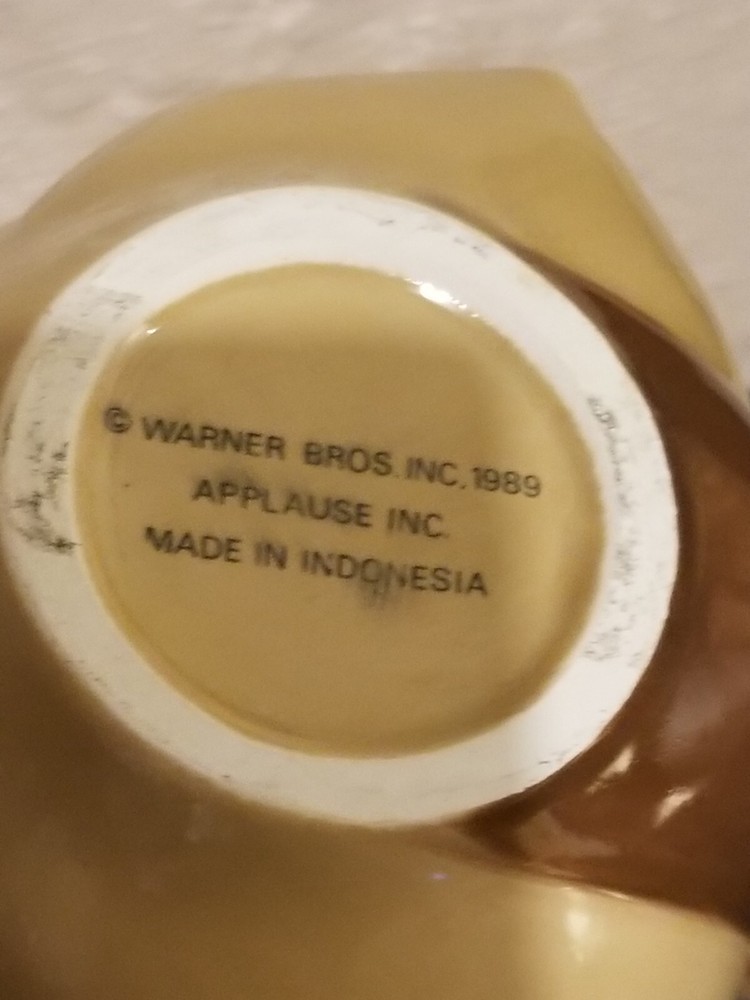 © WARNER BROS. INC. 1989
APPLAUSE INC.
MADE IN INDONESIA